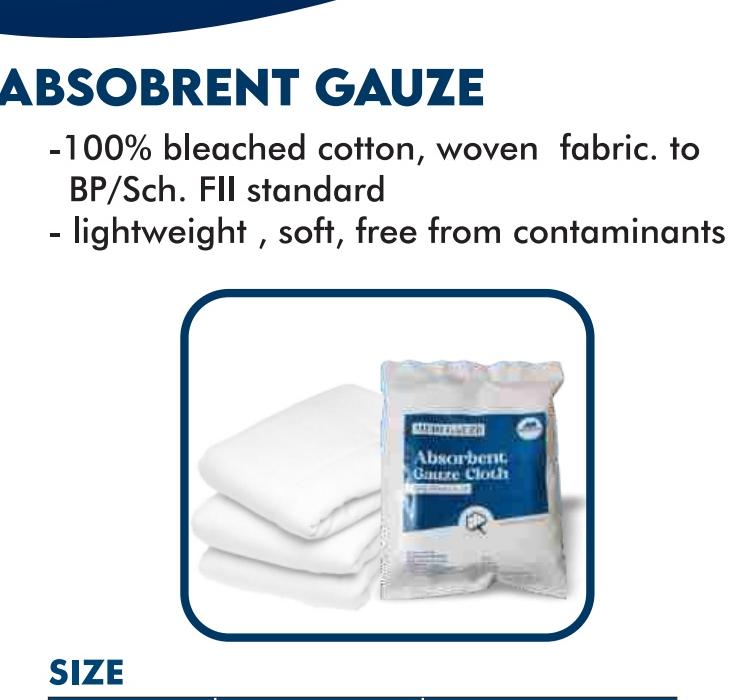 ABSOBRENT GAUZE
-100% bleached cotton, woven  fabric. to
BP/Sch. FII standard
- lightweight , soft, free from contaminants
Absorbent
Gauze Cloth
SIZE